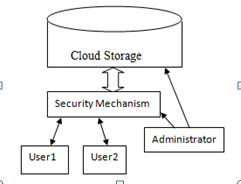 Cloud Storage
Security Mechanism
Administrator
User1
User2